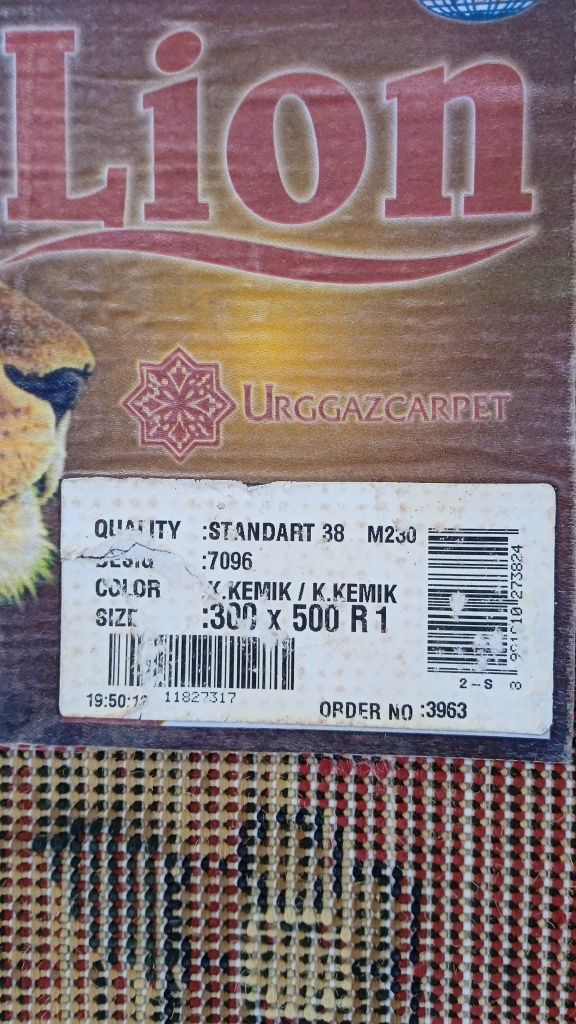 Lion
URGGAZCARPET
QUALITY :STANDART 38 M230
:7096
COLOR K.KEMIK / K.KEMIK
SIZE :300 x 500 R 1
2--S
11827317
ORDER NO :3963